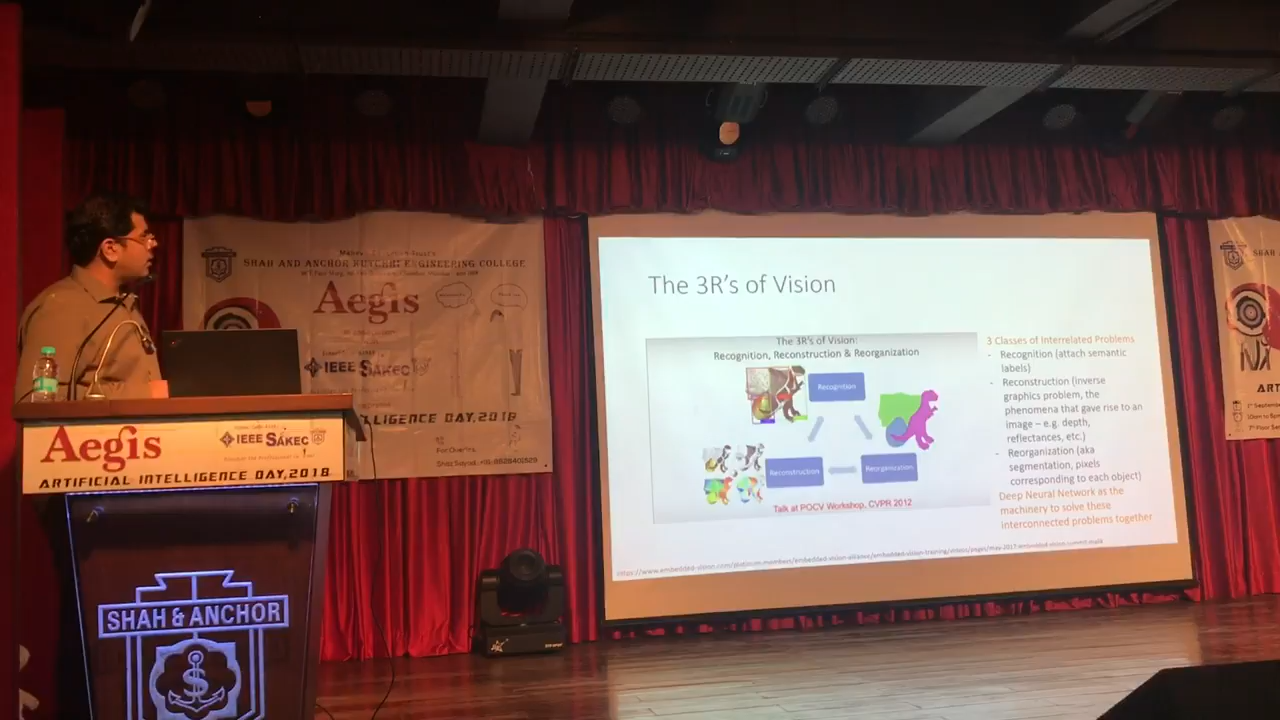 SHAH AND ANCHOR KUTCHHI ENGINEERING COLLEGE
Aegis
IEEE SAKEC
LLIGENCE DAY,2018
Aegis
IEEE SAKEC
ARTIFICIAL INTELLIGENCE DAY,2018
SHAH & ANCHOR
S
The 3R's of Vision
The 3R's of Vision:
Recognition, Reconstruction & Reorganization
Recognition
Reconstruction
Reorganization
Talk at POCV Workshop, CVPR 2012
3 Classes of Interrelated Problems
- Recognition (attach semantic
labels)
- Reconstruction (inverse
graphics problem, the
phenomena that gave rise to an
image – e.g. depth,
reflectances, etc.)
- Reorganization (aka
segmentation, pixels
corresponding to each object)
Deep Neural Network as the
machinery to solve these
interconnected problems together
SHAH
ART